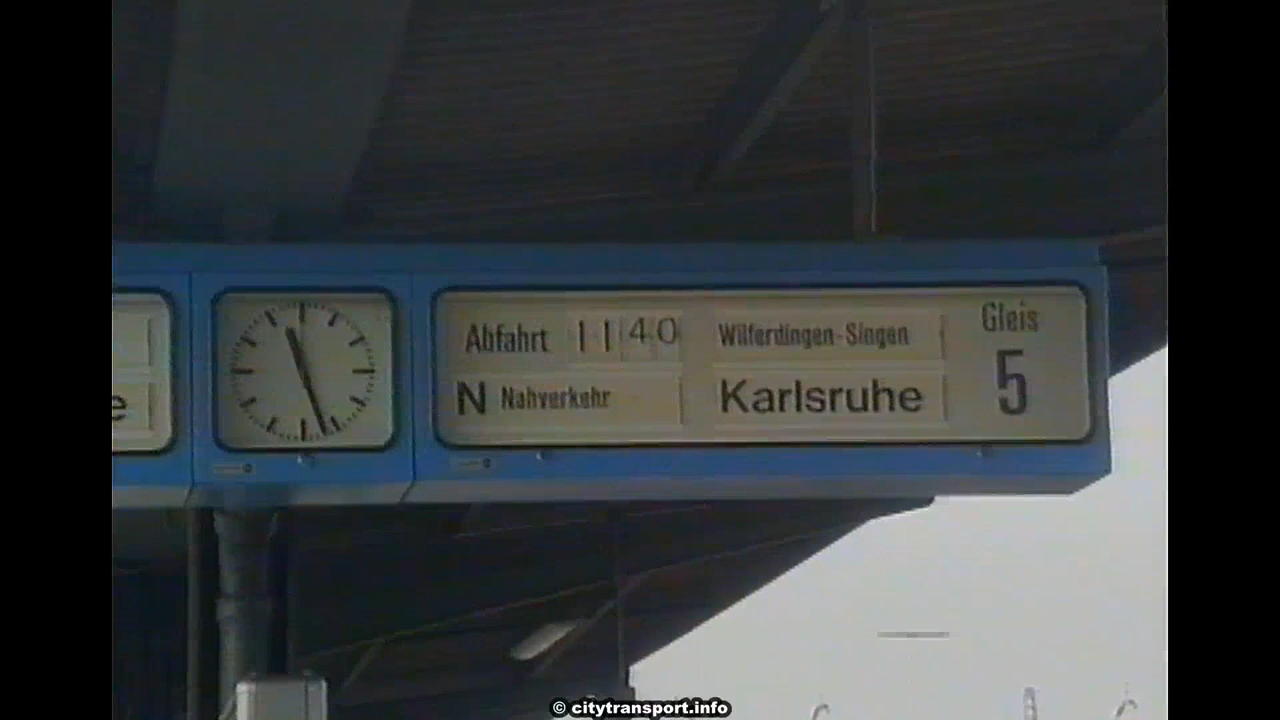 e
Abfahrt 11 40 Wilferdingen-Singen
N Nahverkehr Karlsruhe
Gleis
5
© citytransport.info